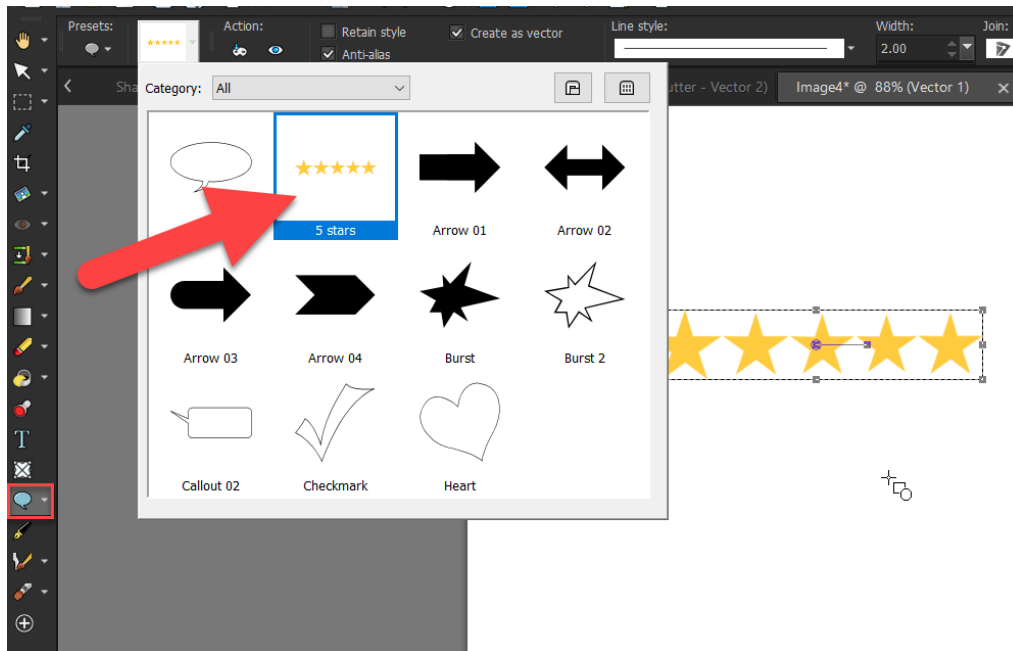 Presets:
Action:
Retain style
Anti-alias
Create as vector
Line style:
Width:
2.00
Join:
Sha
utter - Vector 2)
Image4* @ 88% (Vector 1)
Category:
All
5 stars
Arrow 01
Arrow 02
Arrow 03
Arrow 04
Burst
Burst 2
Callout 02
Checkmark
Heart
T